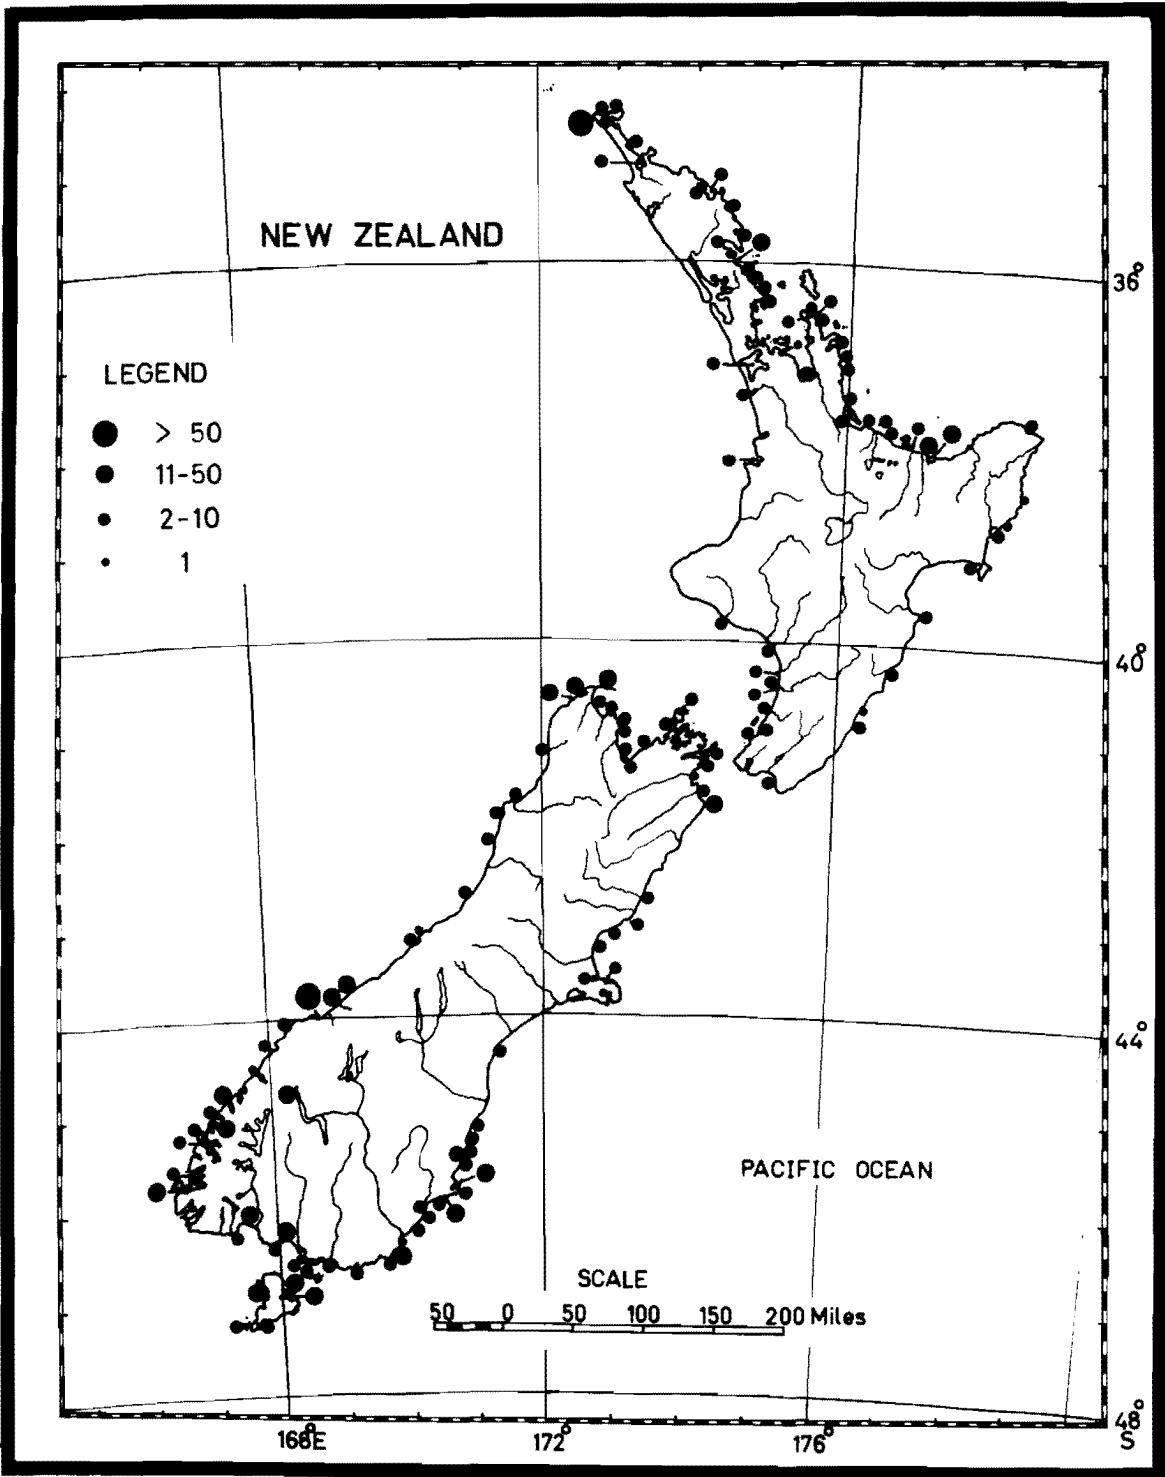 NEW ZEALAND
36°
LEGEND
> 50
11-50
2-10
1
40°
44°
PACIFIC OCEAN
SCALE
50 0 50 100 150 200 Miles
48°
168°E 172° 176° S